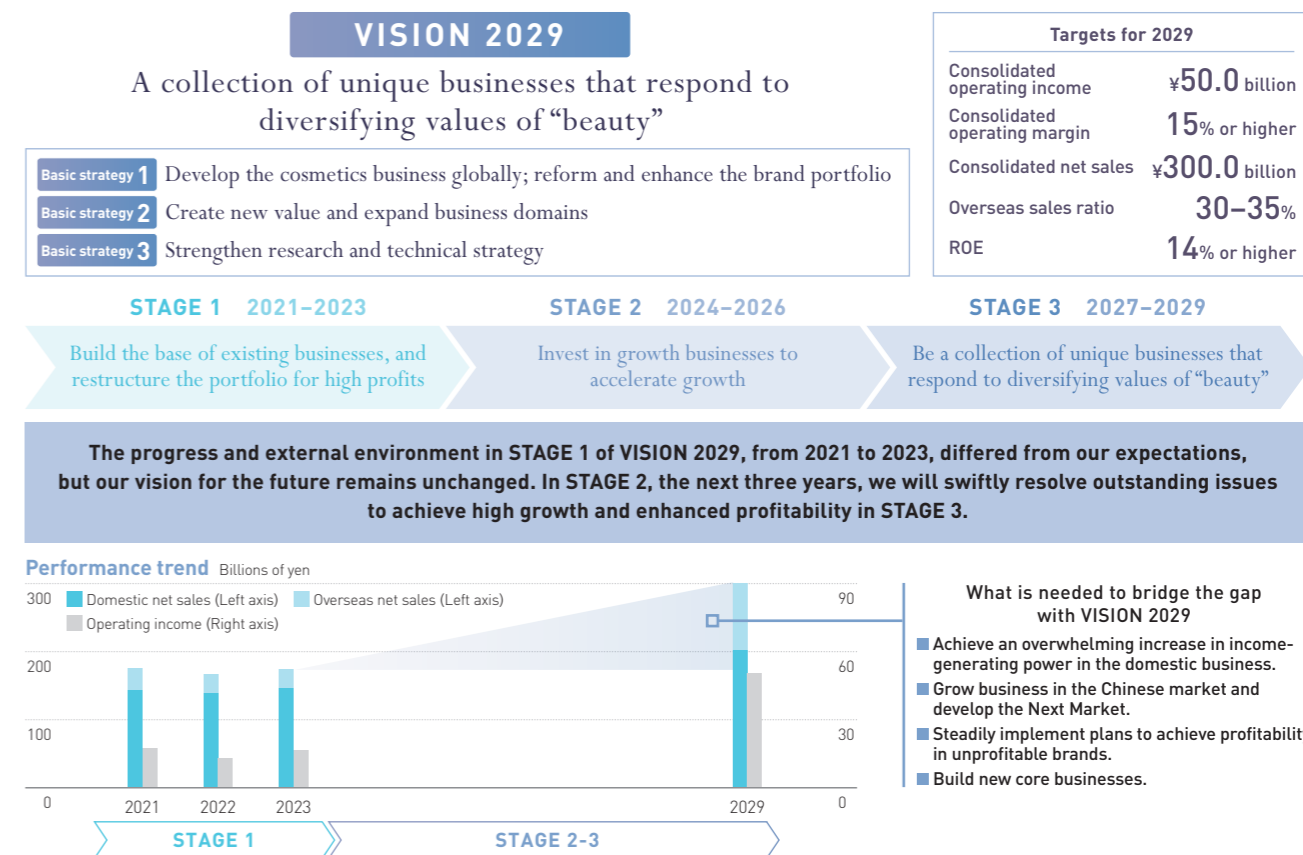 VISION 2029
A collection of unique businesses that respond to
diversifying values of “beauty”
Basic strategy 1 Develop the cosmetics business globally; reform and enhance the brand portfolio
Basic strategy 2 Create new value and expand business domains
Basic strategy 3 Strengthen research and technical strategy
Targets for 2029
Consolidated
operating income ¥50.0 billion
Consolidated
operating margin 15% or higher
Consolidated net sales ¥300.0 billion
Overseas sales ratio 30–35%
ROE 14% or higher
STAGE 1 2021–2023
Build the base of existing businesses, and
restructure the portfolio for high profits
STAGE 2 2024–2026
Invest in growth businesses to
accelerate growth
STAGE 3 2027–2029
Be a collection of unique businesses that
respond to diversifying values of “beauty”
The progress and external environment in STAGE 1 of VISION 2029, from 2021 to 2023, differed from our expectations,
but our vision for the future remains unchanged. In STAGE 2, the next three years, we will swiftly resolve outstanding issues
to achieve high growth and enhanced profitability in STAGE 3.
Performance trend Billions of yen
Domestic net sales (Left axis) Overseas net sales (Left axis)
Operating income (Right axis)
300
200
100
0
90
60
30
0
2021 2022 2023 2029
STAGE 1 STAGE 2-3
What is needed to bridge the gap
with VISION 2029
Achieve an overwhelming increase in income-
generating power in the domestic business.
Grow business in the Chinese market and
develop the Next Market.
Steadily implement plans to achieve profitabilit
in unprofitable brands.
Build new core businesses.